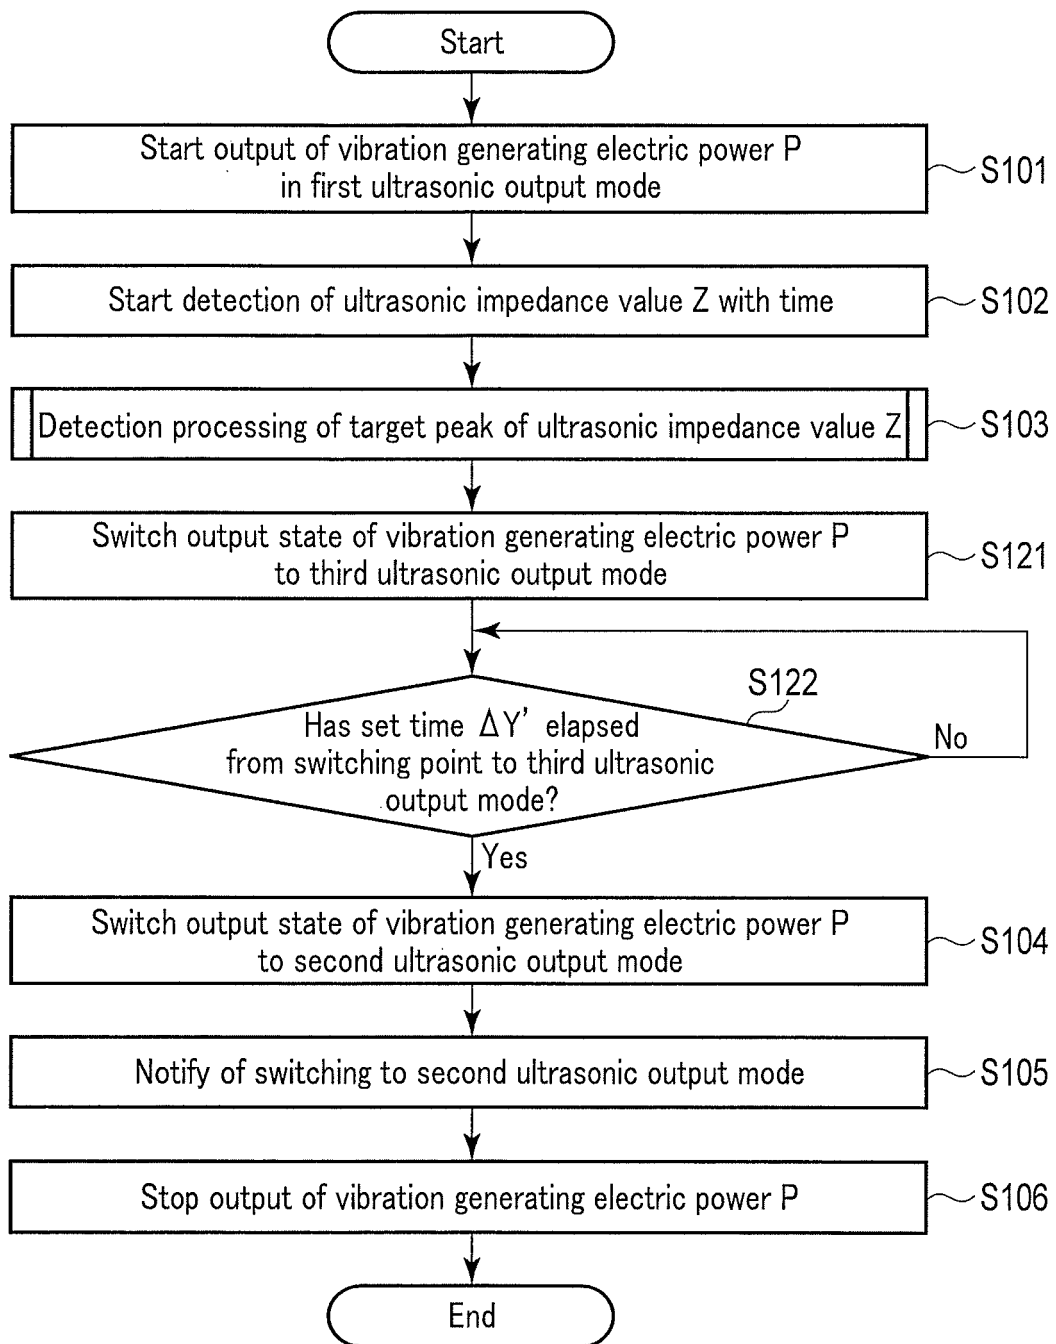 Start
Start output of vibration generating electric power P
in first ultrasonic output mode
S101
Start detection of ultrasonic impedance value Z with time
S102
Detection processing of target peak of ultrasonic impedance value Z
S103
Switch output state of vibration generating electric power P
to third ultrasonic output mode
S121
S122
Has set time ΔY' elapsed
from switching point to third ultrasonic
output mode?
No
Yes
Switch output state of vibration generating electric power P
to second ultrasonic output mode
S104
Notify of switching to second ultrasonic output mode
S105
Stop output of vibration generating electric power P
S106
End